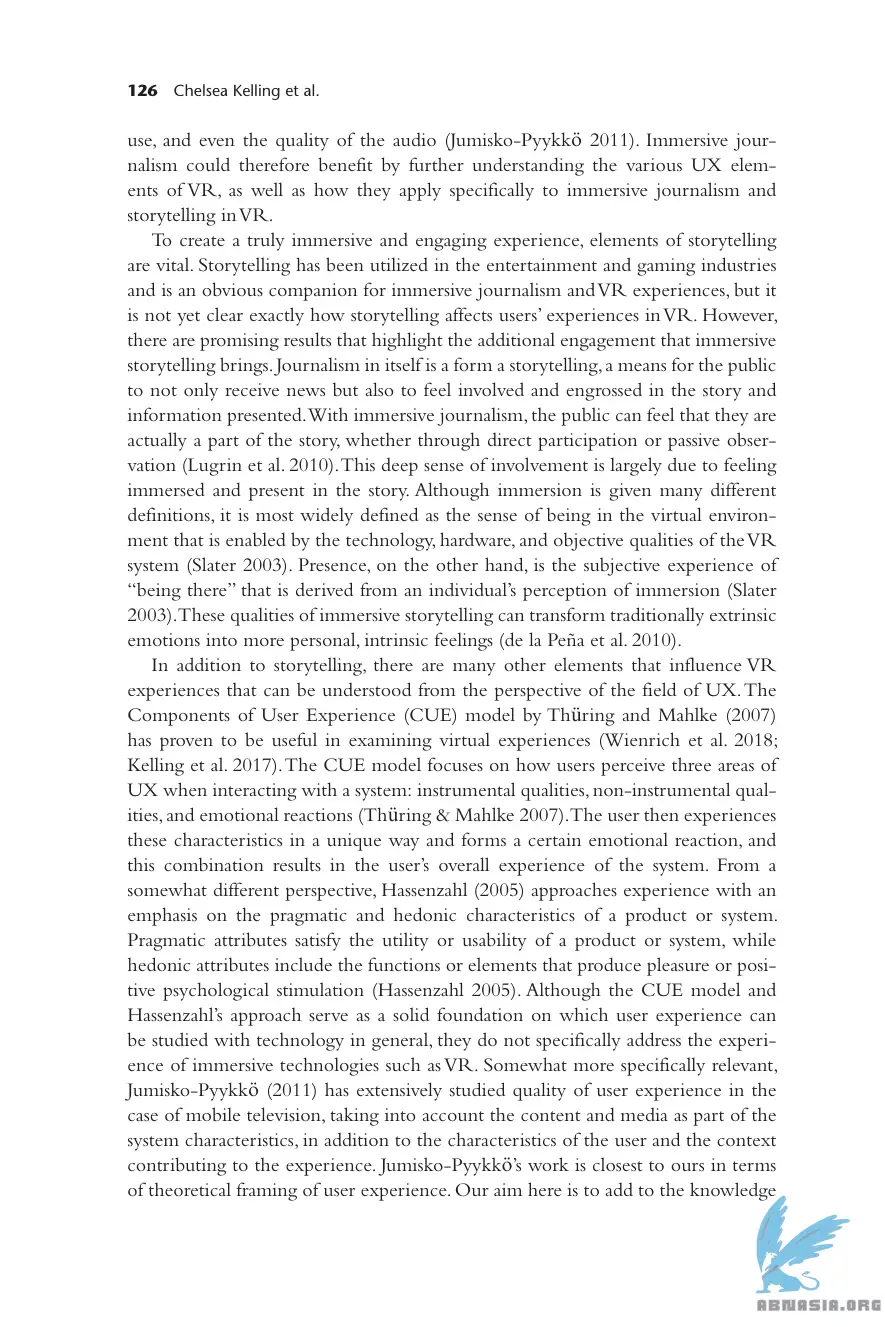 126 Chelsea Kelling et al.
use, and even the quality of the audio (Jumisko-Pyykkö 2011). Immersive jour-
nalism could therefore benefit by further understanding the various UX elem-
ents of VR, as well as how they apply specifically to immersive journalism and
storytelling in VR.
To create a truly immersive and engaging experience, elements of storytelling
are vital. Storytelling has been utilized in the entertainment and gaming industries
and is an obvious companion for immersive journalism and VR experiences, but it
is not yet clear exactly how storytelling affects users’ experiences in VR. However,
there are promising results that highlight the additional engagement that immersive
storytelling brings. Journalism in itself is a form a storytelling, a means for the public
to not only receive news but also to feel involved and engrossed in the story and
information presented. With immersive journalism, the public can feel that they are
actually a part of the story, whether through direct participation or passive obser-
vation (Lugrin et al. 2010). This deep sense of involvement is largely due to feeling
immersed and present in the story. Although immersion is given many different
definitions, it is most widely defined as the sense of being in the virtual environ-
ment that is enabled by the technology, hardware, and objective qualities of the VR
system (Slater 2003). Presence, on the other hand, is the subjective experience of
“being there” that is derived from an individual’s perception of immersion (Slater
2003). These qualities of immersive storytelling can transform traditionally extrinsic
emotions into more personal, intrinsic feelings (de la Peña et al. 2010).
In addition to storytelling, there are many other elements that influence VR
experiences that can be understood from the perspective of the field of UX. The
Components of User Experience (CUE) model by Thüring and Mahlke (2007)
has proven to be useful in examining virtual experiences (Wienrich et al. 2018;
Kelling et al. 2017). The CUE model focuses on how users perceive three areas of
UX when interacting with a system: instrumental qualities, non-instrumental qual-
ities, and emotional reactions (Thüring & Mahlke 2007). The user then experiences
these characteristics in a unique way and forms a certain emotional reaction, and
this combination results in the user’s overall experience of the system. From a
somewhat different perspective, Hassenzahl (2005) approaches experience with an
emphasis on the pragmatic and hedonic characteristics of a product or system.
Pragmatic attributes satisfy the utility or usability of a product or system, while
hedonic attributes include the functions or elements that produce pleasure or posi-
tive psychological stimulation (Hassenzahl 2005). Although the CUE model and
Hassenzahl’s approach serve as a solid foundation on which user experience can
be studied with technology in general, they do not specifically address the experi-
ence of immersive technologies such as VR. Somewhat more specifically relevant,
Jumisko-Pyykkö (2011) has extensively studied quality of user experience in the
case of mobile television, taking into account the content and media as part of the
system characteristics, in addition to the characteristics of the user and the context
contributing to the experience. Jumisko-Pyykkö’s work is closest to ours in terms
of theoretical framing of user experience. Our aim here is to add to the knowledge
ABNASIA.ORG